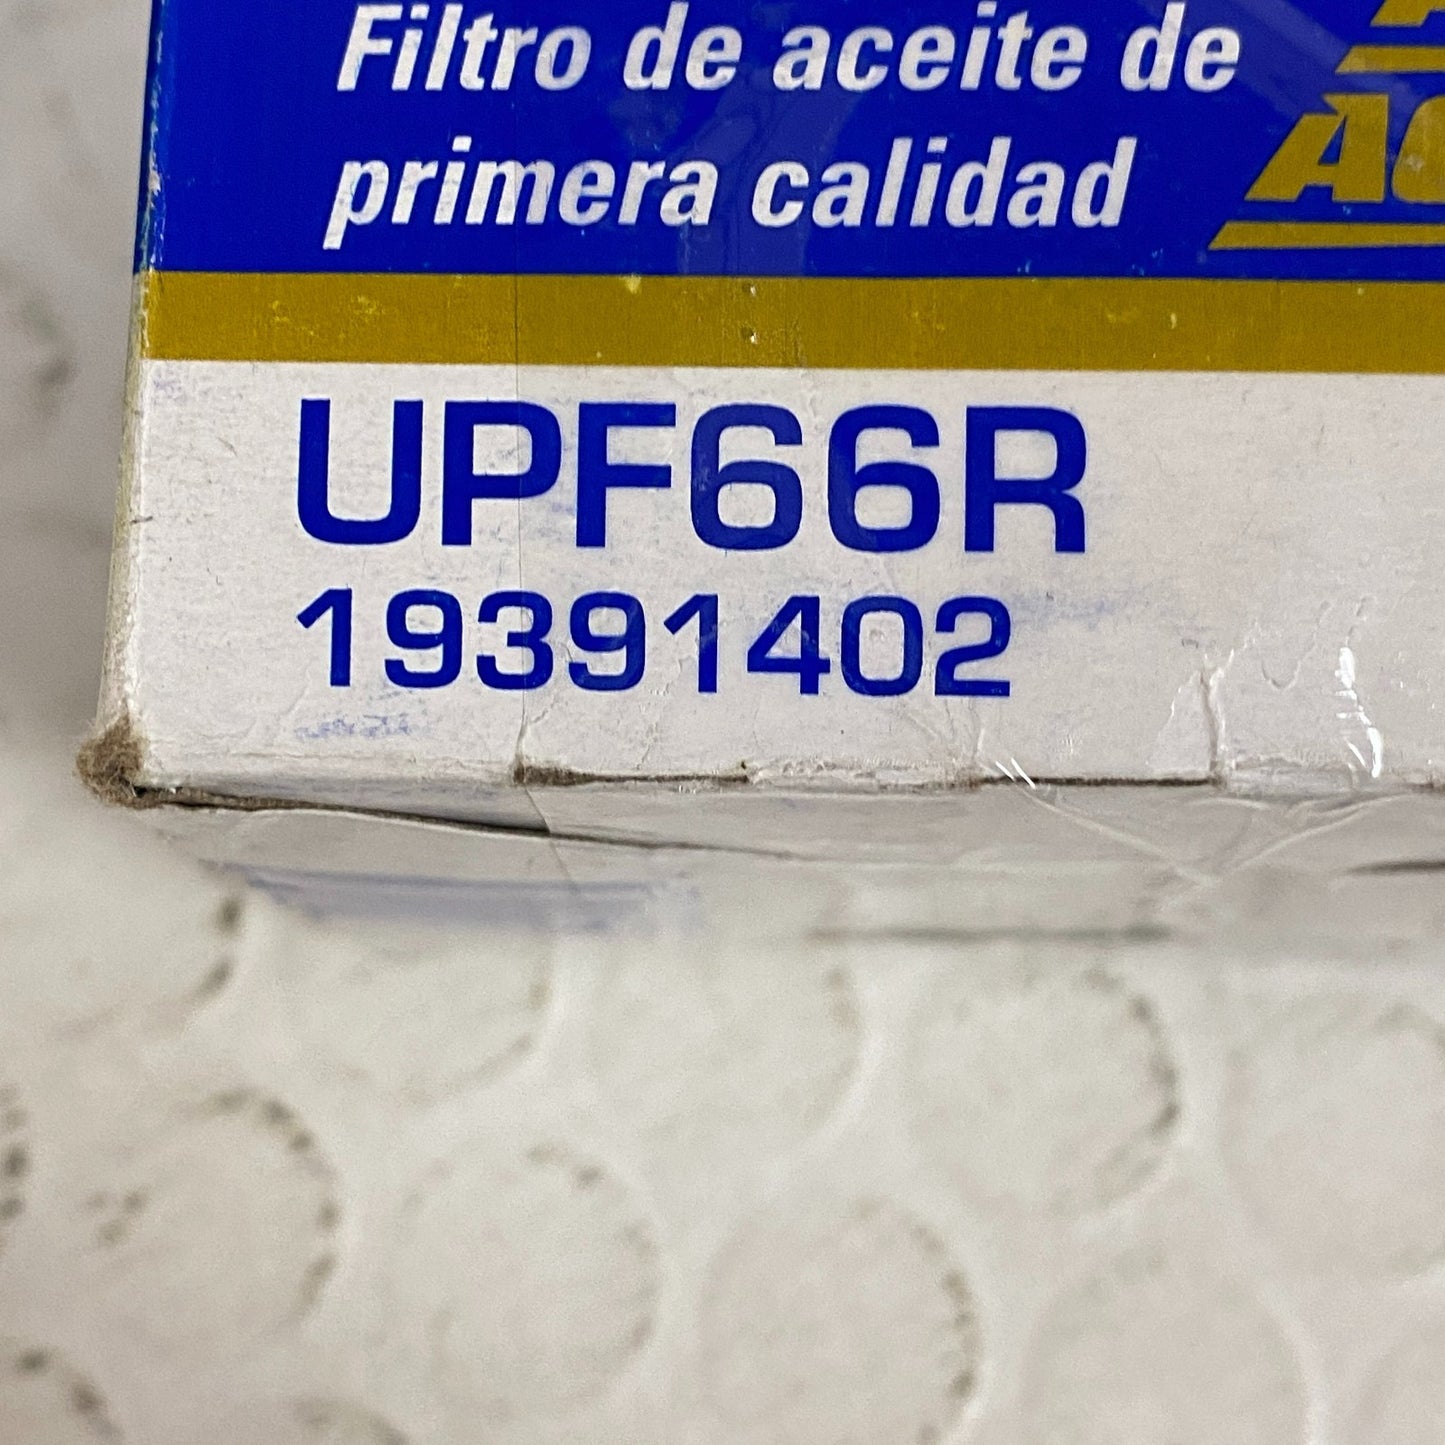 Filtro de aceite de
primera calidad
UPF66R
19391402